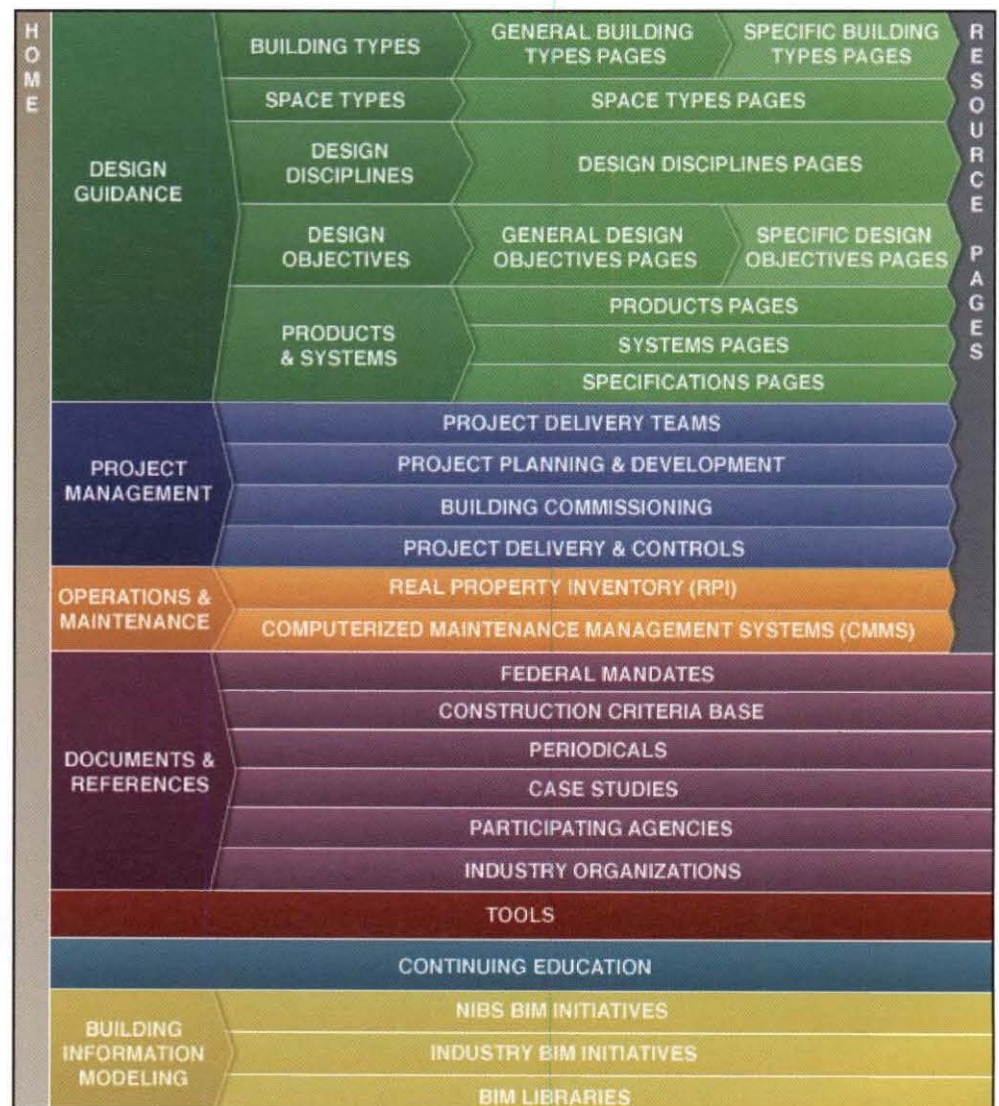 HOME
DESIGN
GUIDANCE
BUILDING TYPES
GENERAL BUILDING
TYPES PAGES
SPECIFIC BUILDING
TYPES PAGES
SPACE TYPES
SPACE TYPES PAGES
DESIGN
DISCIPLINES
DESIGN DISCIPLINES PAGES
DESIGN
OBJECTIVES
GENERAL DESIGN
OBJECTIVES PAGES
SPECIFIC DESIGN
OBJECTIVES PAGES
PRODUCTS
& SYSTEMS
PRODUCTS PAGES
SYSTEMS PAGES
SPECIFICATIONS PAGES
RESOURCE PAGES
PROJECT
MANAGEMENT
PROJECT DELIVERY TEAMS
PROJECT PLANNING & DEVELOPMENT
BUILDING COMMISSIONING
PROJECT DELIVERY & CONTROLS
OPERATIONS &
MAINTENANCE
REAL PROPERTY INVENTORY (RPI)
COMPUTERIZED MAINTENANCE MANAGEMENT SYSTEMS (CMMS)
DOCUMENTS &
REFERENCES
FEDERAL MANDATES
CONSTRUCTION CRITERIA BASE
PERIODICALS
CASE STUDIES
PARTICIPATING AGENCIES
INDUSTRY ORGANIZATIONS
TOOLS
CONTINUING EDUCATION
BUILDING
INFORMATION
MODELING
NIBS BIM INITIATIVES
INDUSTRY BIM INITIATIVES
BIM LIBRARIES